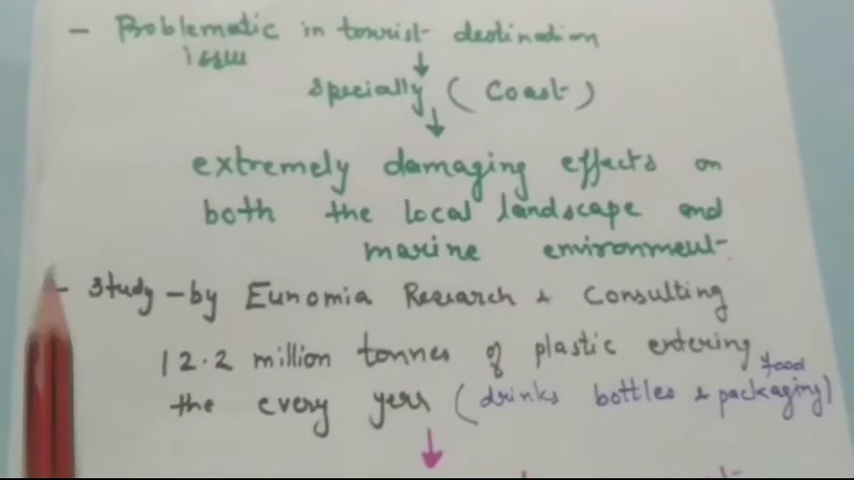 - Problematic in tourist destination
issue
specially (Coast)
extremely damaging effects on
both the local landscape and
marine environment.
- Study - by Eunomia Research & Consulting
12.2 million tonnes of plastic entering
food
the every year (drinks bottles & packaging)